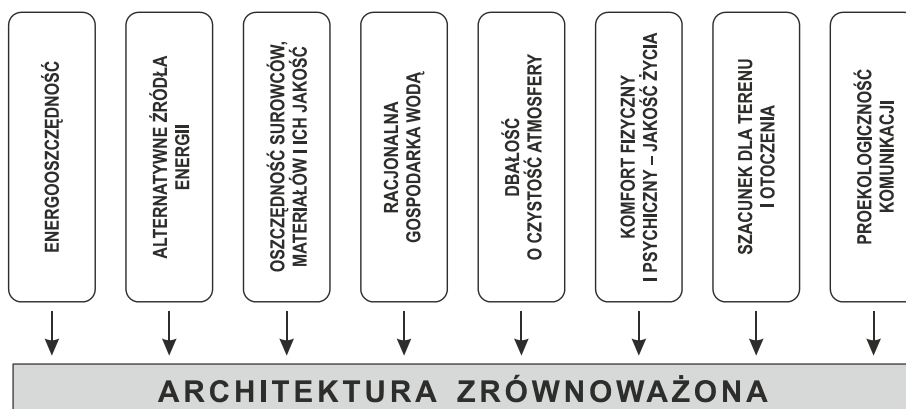 ENERGOOSZCZĘDNOŚĆ
ALTERNATYWNE ŹRÓDŁA
ENERGII
OSZCZĘDNOŚĆ SUROWCÓW,
MATERIAŁÓW I ICH JAKOŚĆ
RACJONALNA
GOSPODARKA WODĄ
DBAŁOŚĆ
O CZYSTOŚĆ ATMOSFERY
KOMFORT FIZYCZNY
I PSYCHICZNY – JAKOŚĆ ŻYCIA
SZACUNEK DLA TERENU
I OTOCZENIA
PROEKOLOGICZNOŚĆ
KOMUNIKACJI
ARCHITEKTURA ZRÓWNOWAŻONA